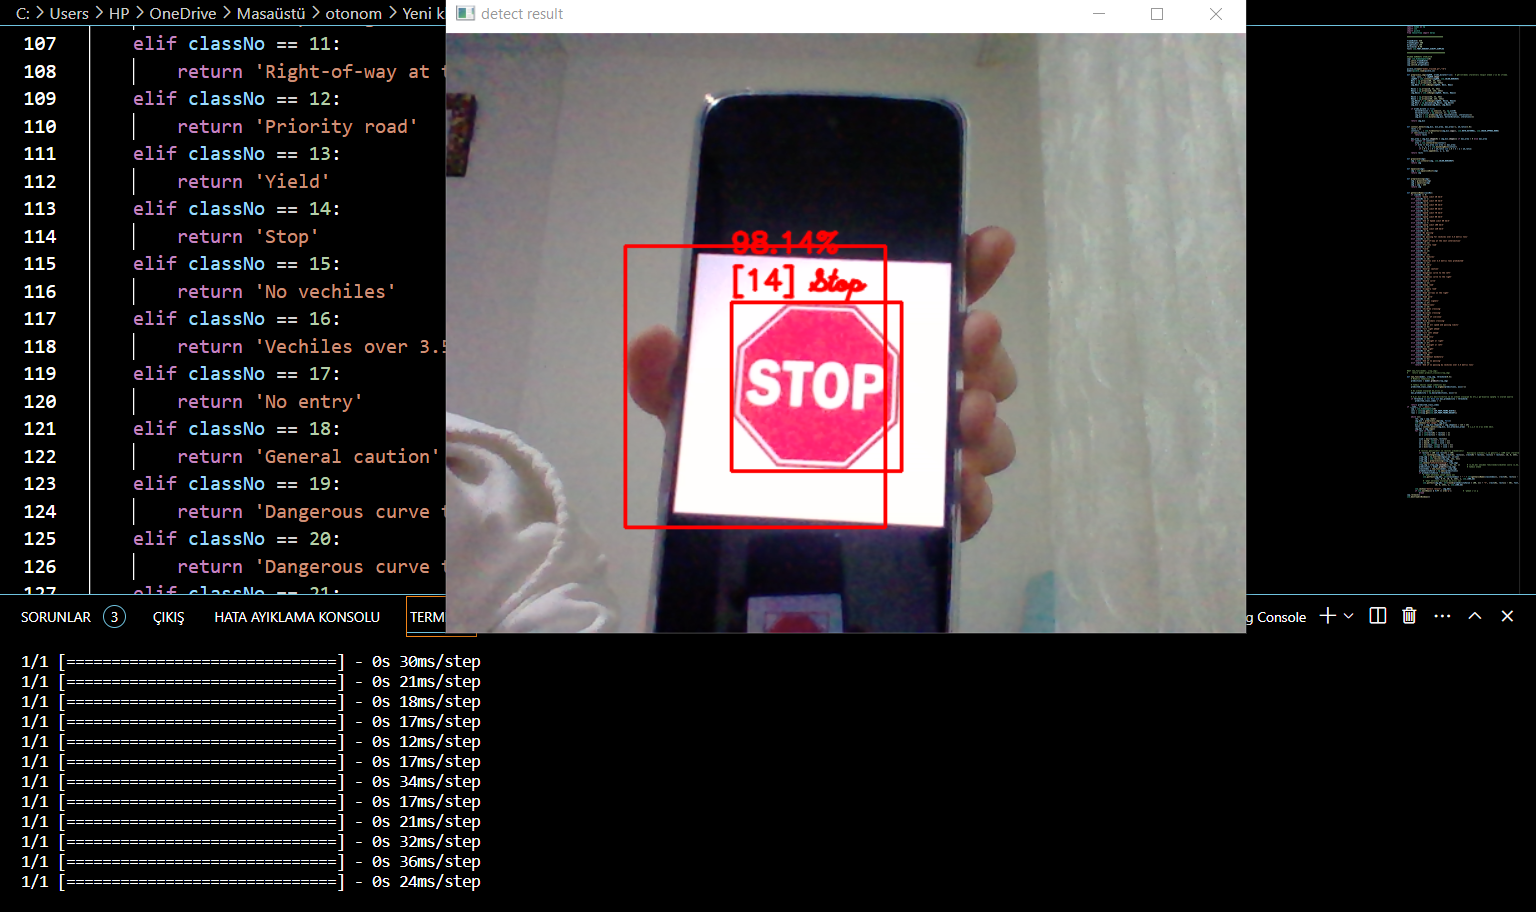 C: > Users > HP > OneDrive > Masaüstü > otonom > Yeni k
detect result
107 elif classNo == 11:
108 return 'Right-of-way at t
109 elif classNo == 12:
110 return 'Priority road'
111 elif classNo == 13:
112 return 'Yield'
113 elif classNo == 14:
114 return 'Stop'
115 elif classNo == 15:
116 return 'No vechiles'
117 elif classNo == 16:
118 return 'Vechiles over 3.5
119 elif classNo == 17:
120 return 'No entry'
121 elif classNo == 18:
122 return 'General caution'
123 elif classNo == 19:
124 return 'Dangerous curve t
125 elif classNo == 20:
126 return 'Dangerous curve t
127 elif classNo == 21:
98.14%
[14] Stop
STOP
SORUNLAR 3 ÇIKIŞ HATA AYIKLAMA KONSOLU TERM
g Console
1/1 [==============================] - 0s 30ms/step
1/1 [==============================] - 0s 21ms/step
1/1 [==============================] - 0s 18ms/step
1/1 [==============================] - 0s 17ms/step
1/1 [==============================] - 0s 12ms/step
1/1 [==============================] - 0s 17ms/step
1/1 [==============================] - 0s 34ms/step
1/1 [==============================] - 0s 17ms/step
1/1 [==============================] - 0s 21ms/step
1/1 [==============================] - 0s 32ms/step
1/1 [==============================] - 0s 36ms/step
1/1 [==============================] - 0s 24ms/step